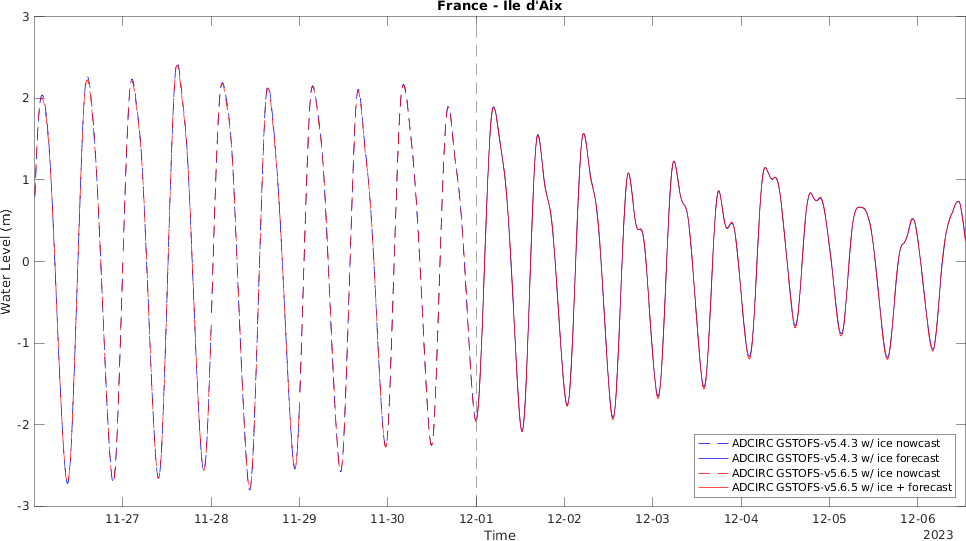 France - Ile d'Aix
3
2
1
0
-1
-2
-3
Water Level (m)
11-27 11-28 11-29 11-30 12-01 12-02 12-03 12-04 12-05 12-06
Time
2023
ADCIRC GSTOFS-v5.4.3 w/ ice nowcast
ADCIRC GSTOFS-v5.4.3 w/ ice forecast
ADCIRC GSTOFS-v5.6.5 w/ ice nowcast
ADCIRC GSTOFS-v5.6.5 w/ ice + forecast